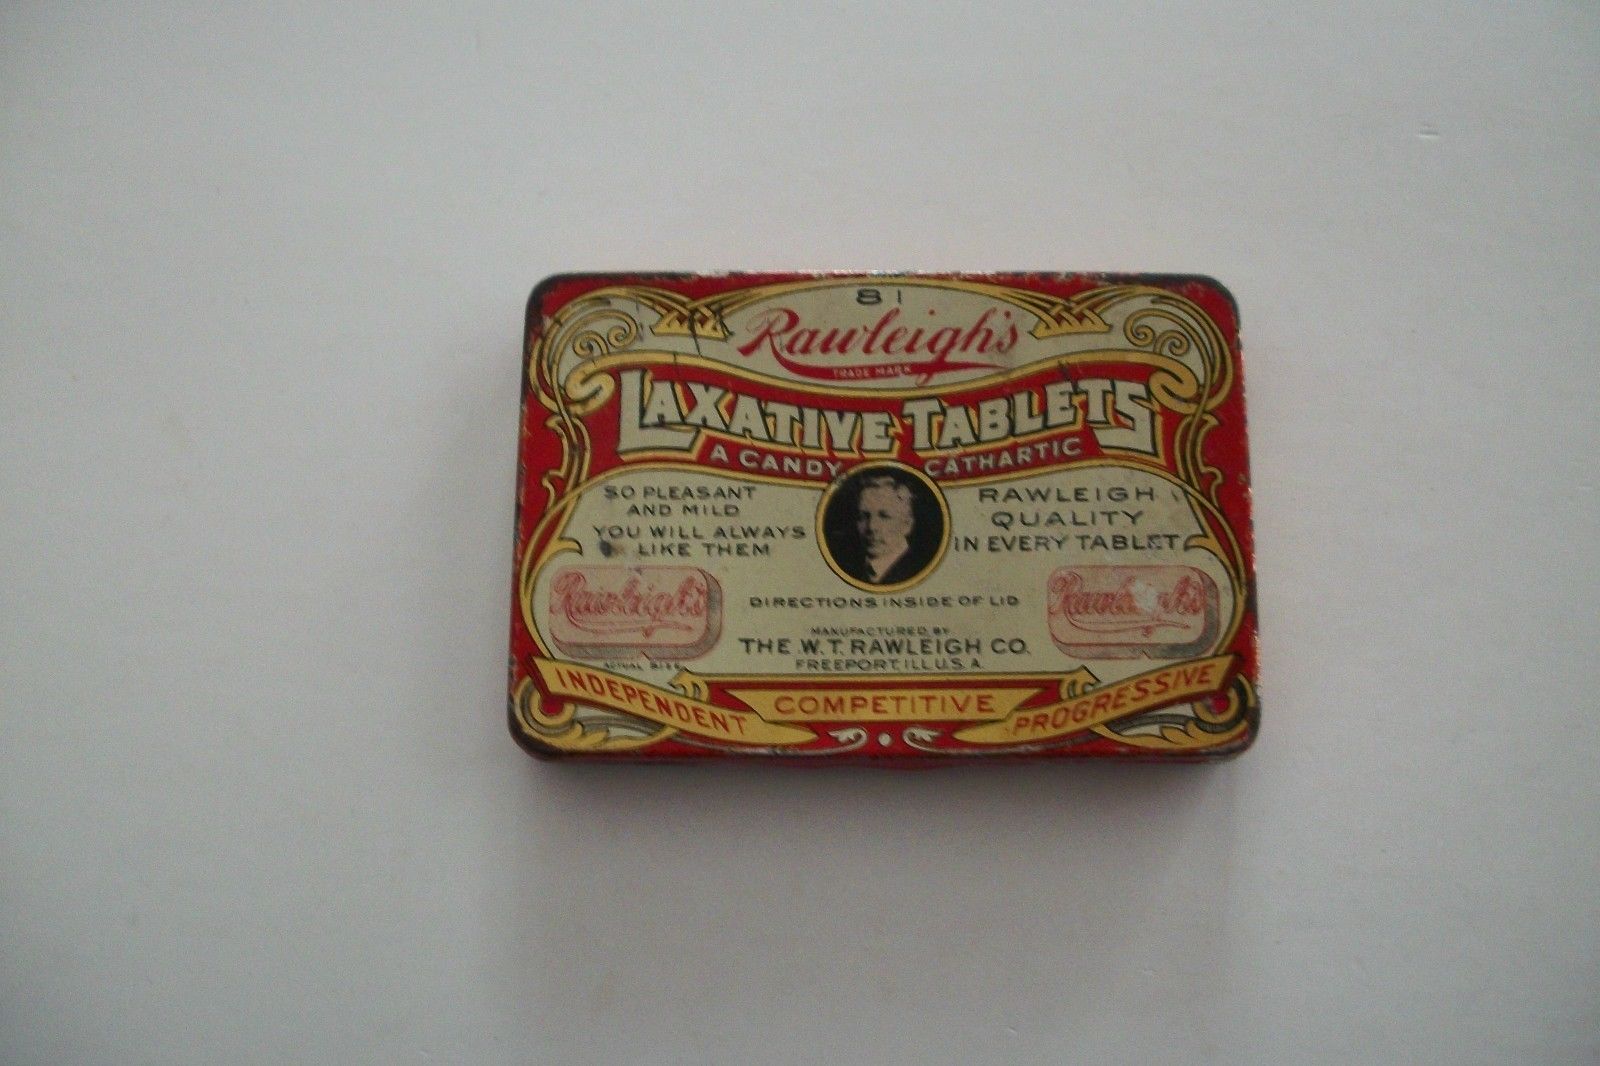 81
Rawleigh's
TRADE MARK
LAXATIVE TABLETS
A CANDY CATHARTIC
SO PLEASANT
AND MILD
YOU WILL ALWAYS
LIKE THEM
RAWLEIGH
QUALITY
IN EVERY TABLET
Rawleigh's
ACTUAL SIZE
Rawleigh's
DIRECTIONS INSIDE OF LID
MANUFACTURED BY
THE W.T. RAWLEIGH CO.
FREEPORT, ILL. U.S.A.
INDEPENDENT COMPETITIVE PROGRESSIVE